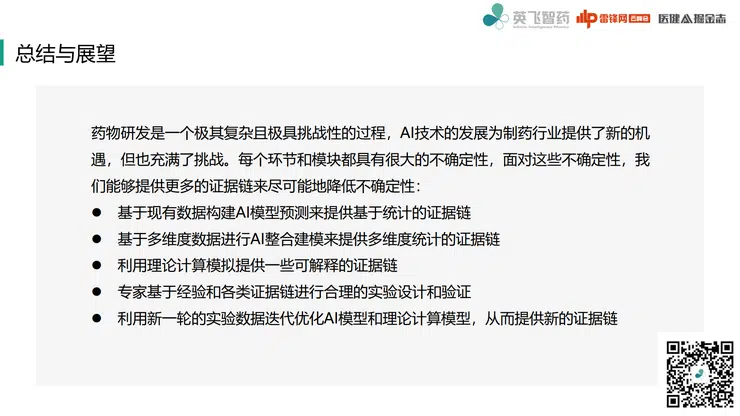 英飞智药
雷锋网
医健AI掘金志
总结与展望
药物研发是一个极其复杂且极具挑战性的过程，AI技术的发展为制药行业提供了新的机
遇，但也充满了挑战。每个环节和模块都具有很大的不确定性，面对这些不确定性，我
们能够提供更多的证据链来尽可能地降低不确定性：
● 基于现有数据构建AI模型预测来提供基于统计的证据链
● 基于多维度数据进行AI整合建模来提供多维度统计的证据链
● 利用理论计算模拟提供一些可解释的证据链
● 专家基于经验和各类证据链进行合理的实验设计和验证
● 利用新一轮的实验数据迭代优化AI模型和理论计算模型，从而提供新的证据链